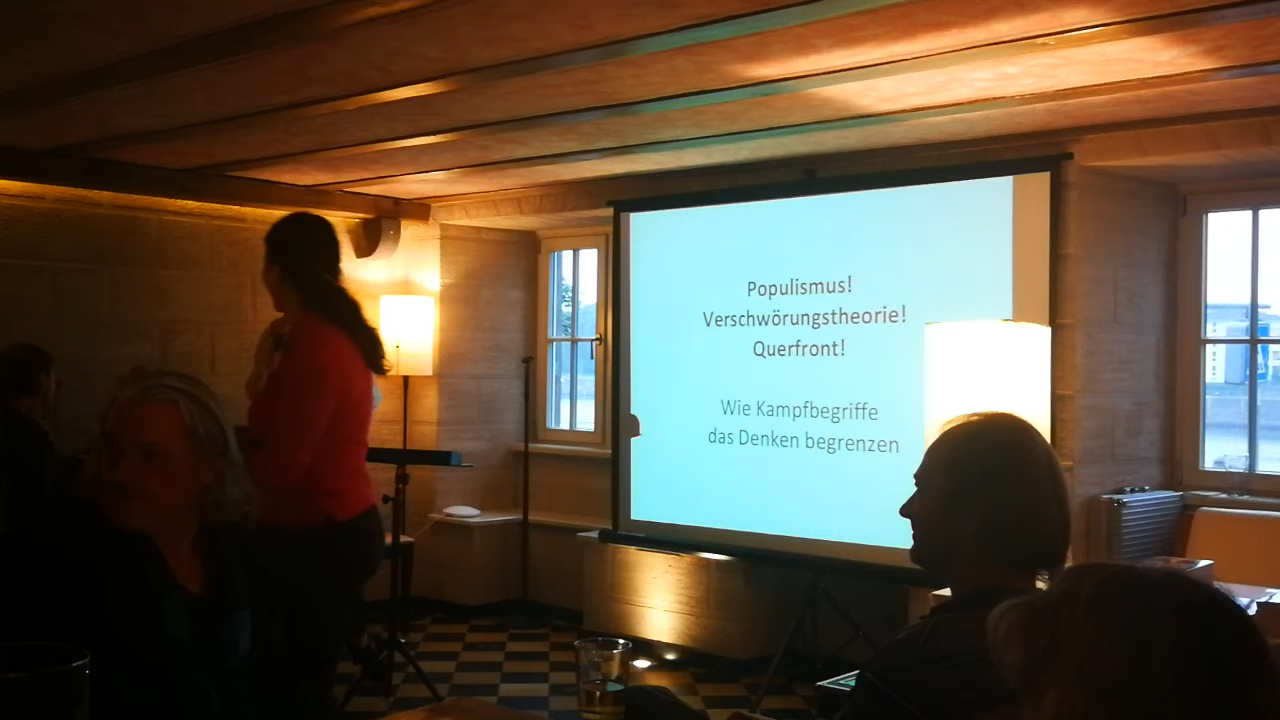 Populismus!
Verschwörungstheorie!
Querfront!
Wie Kampfbegriffe
das Denken begrenzen